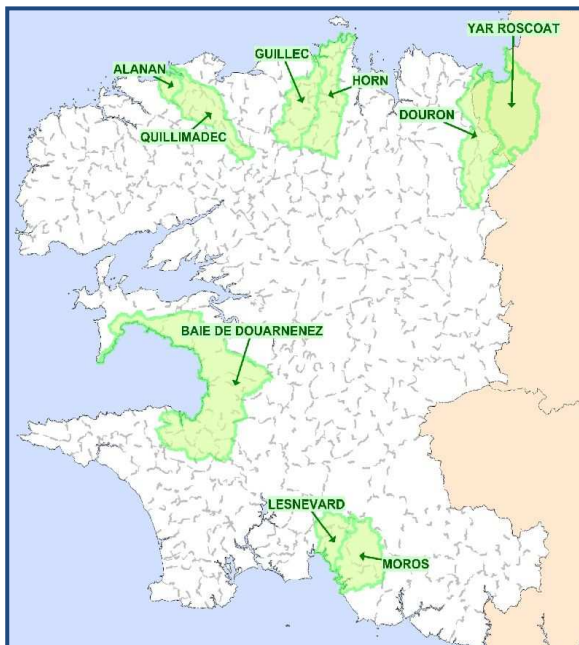 YAR ROSCOAT
GUILLEC
ALANAN
HORN
DOURON
QUILLIMADEC
BAIE DE DOUARNENEZ
LESNEVARD
MOROS